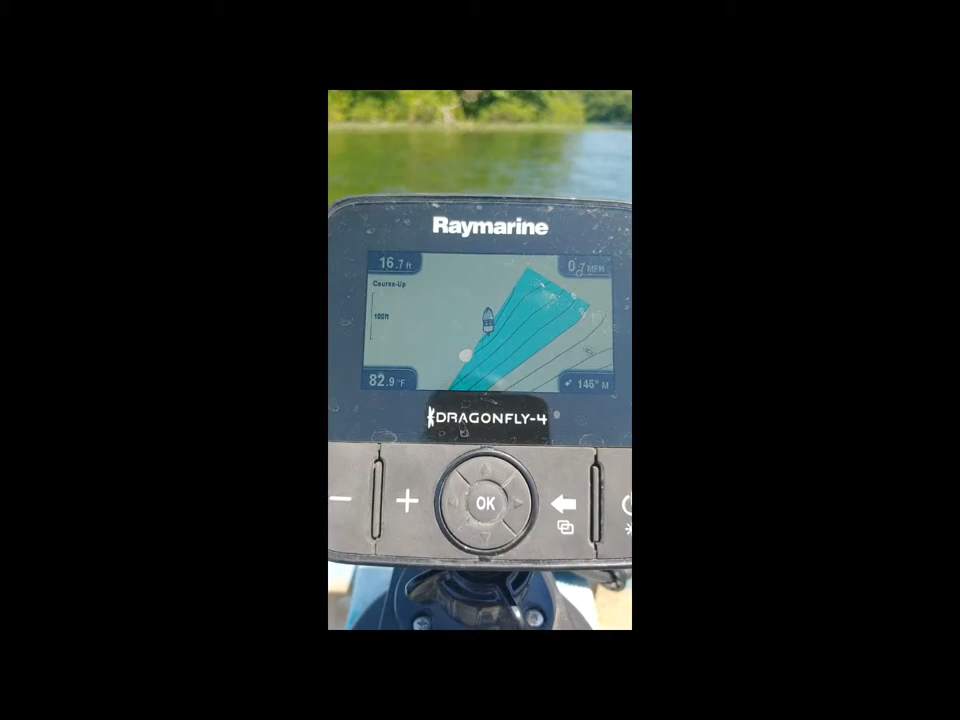 Raymarine
16.7 ft
0.7 MPH
Course-Up
100ft
82.9 °F
146° M
DRAGONFLY-4
− + OK